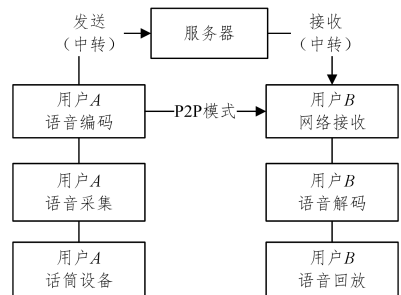 发送
（中转）
服务器
接收
（中转）
用户A
语音编码
P2P模式
用户B
网络接收
用户A
语音采集
用户B
语音解码
用户A
话筒设备
用户B
语音回放